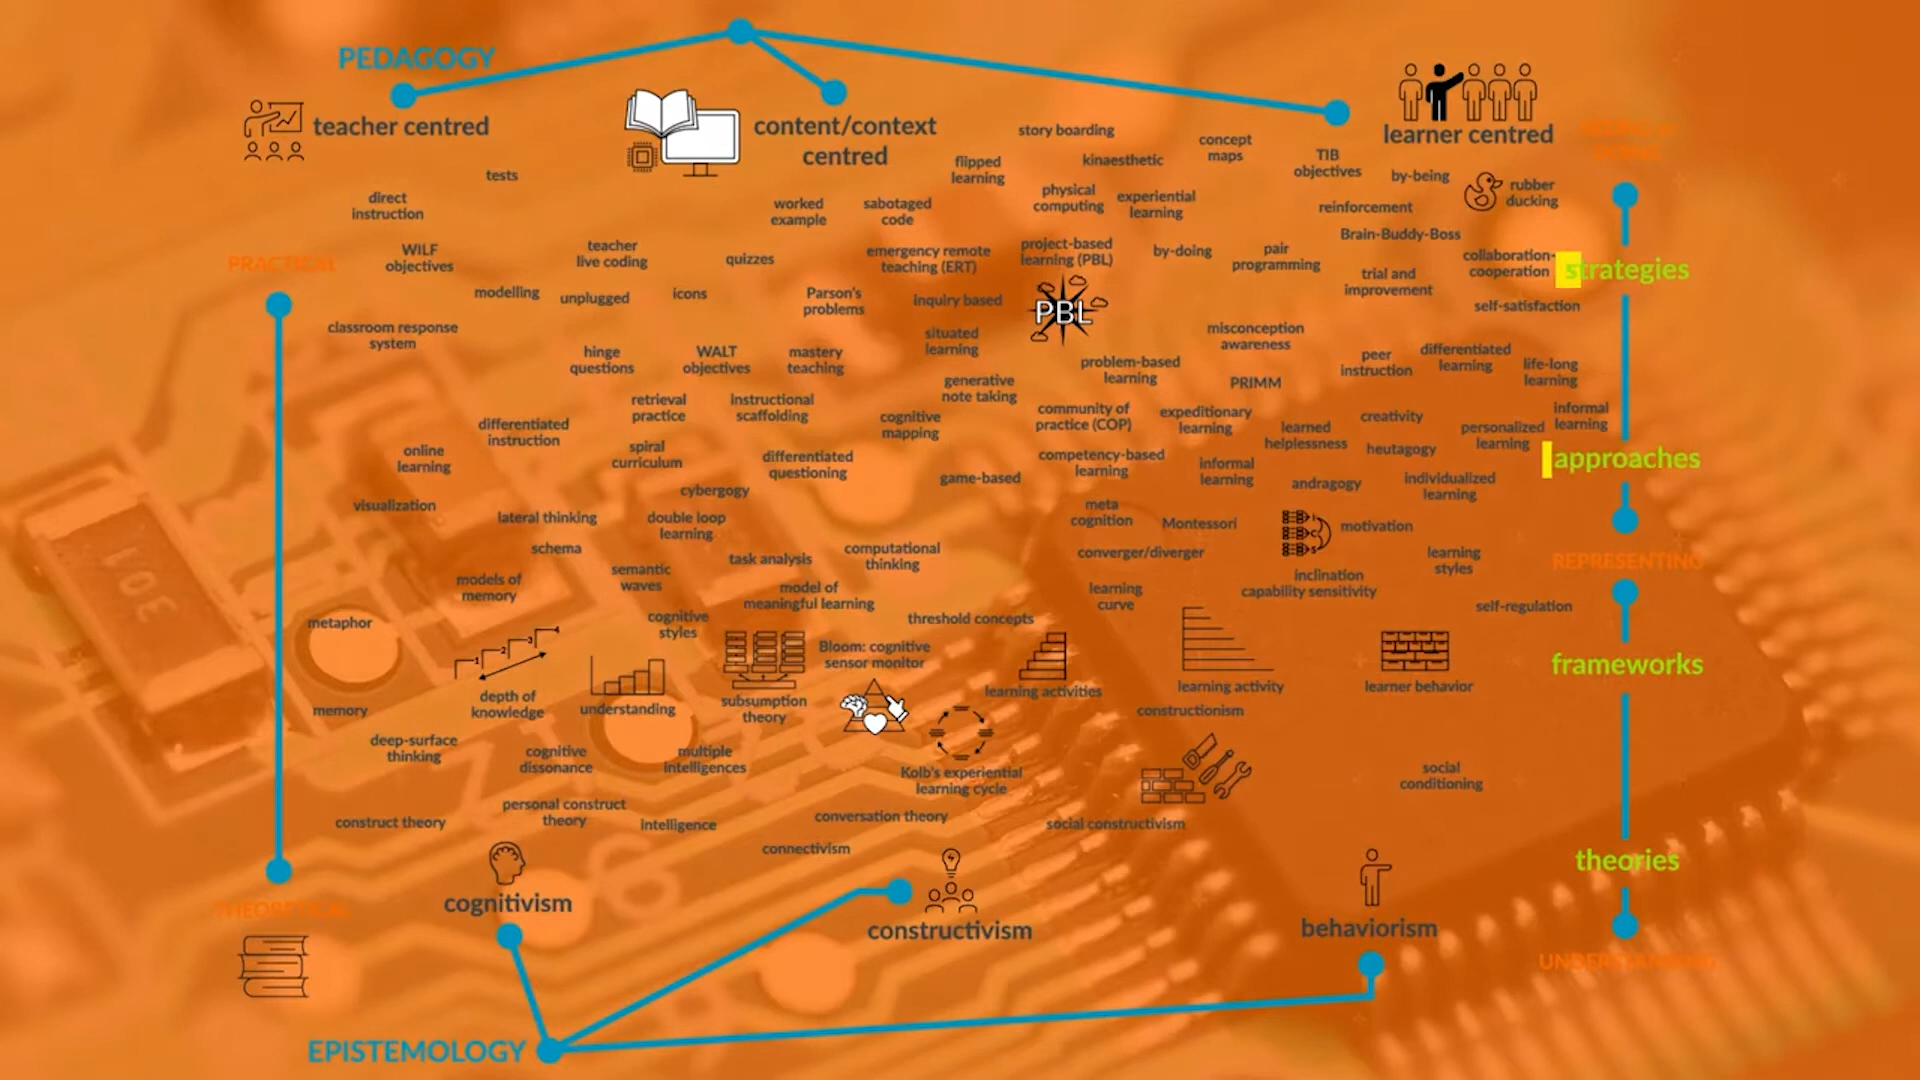 PEDAGOGY
teacher centred
content/context
centred
learner centred
story boarding
concept
maps
flipped
learning
kinaesthetic
TIB
objectives
by-being
rubber
ducking
tests
direct
instruction
worked
example
sabotaged
code
physical
computing
experiential
learning
reinforcement
Brain-Buddy-Boss
PRACTICAL
WILF
objectives
teacher
live coding
quizzes
emergency remote
teaching (ERT)
project-based
learning (PBL)
by-doing
pair
programming
collaboration-
cooperation
strategies
trial and
improvement
modelling
unplugged
icons
Parson's
problems
inquiry based
PBL
self-satisfaction
classroom response
system
situated
learning
misconception
awareness
hinge
questions
WALT
objectives
mastery
teaching
problem-based
learning
peer
instruction
differentiated
learning
life-long
learning
generative
note taking
PRIMM
retrieval
practice
instructional
scaffolding
cognitive
mapping
community of
practice (COP)
expeditionary
learning
creativity
informal
learning
differentiated
instruction
learned
helplessness
personalized
learning
online
learning
spiral
curriculum
differentiated
questioning
heutagogy
approaches
competency-based
learning
informal
learning
game-based
andragogy
individualized
learning
cybergogy
visualization
lateral thinking
double loop
learning
meta
cognition
Montessori
motivation
schema
task analysis
computational
thinking
converger/diverger
learning
styles
REPRESENTING
models of
memory
semantic
waves
model of
meaningful learning
learning
curve
inclination
capability sensitivity
self-regulation
metaphor
cognitive
styles
threshold concepts
1
2
3
4
Bloom: cognitive
sensor monitor
frameworks
depth of
knowledge
understanding
subsumption
theory
learning activities
learning activity
learner behavior
memory
constructionism
deep-surface
thinking
cognitive
dissonance
multiple
intelligences
Kolb's experiential
learning cycle
social
conditioning
construct theory
personal construct
theory
intelligence
conversation theory
social constructivism
connectivism
theories
THEORETICAL
cognitivism
constructivism
behaviorism
UNDERSTANDING
EPISTEMOLOGY